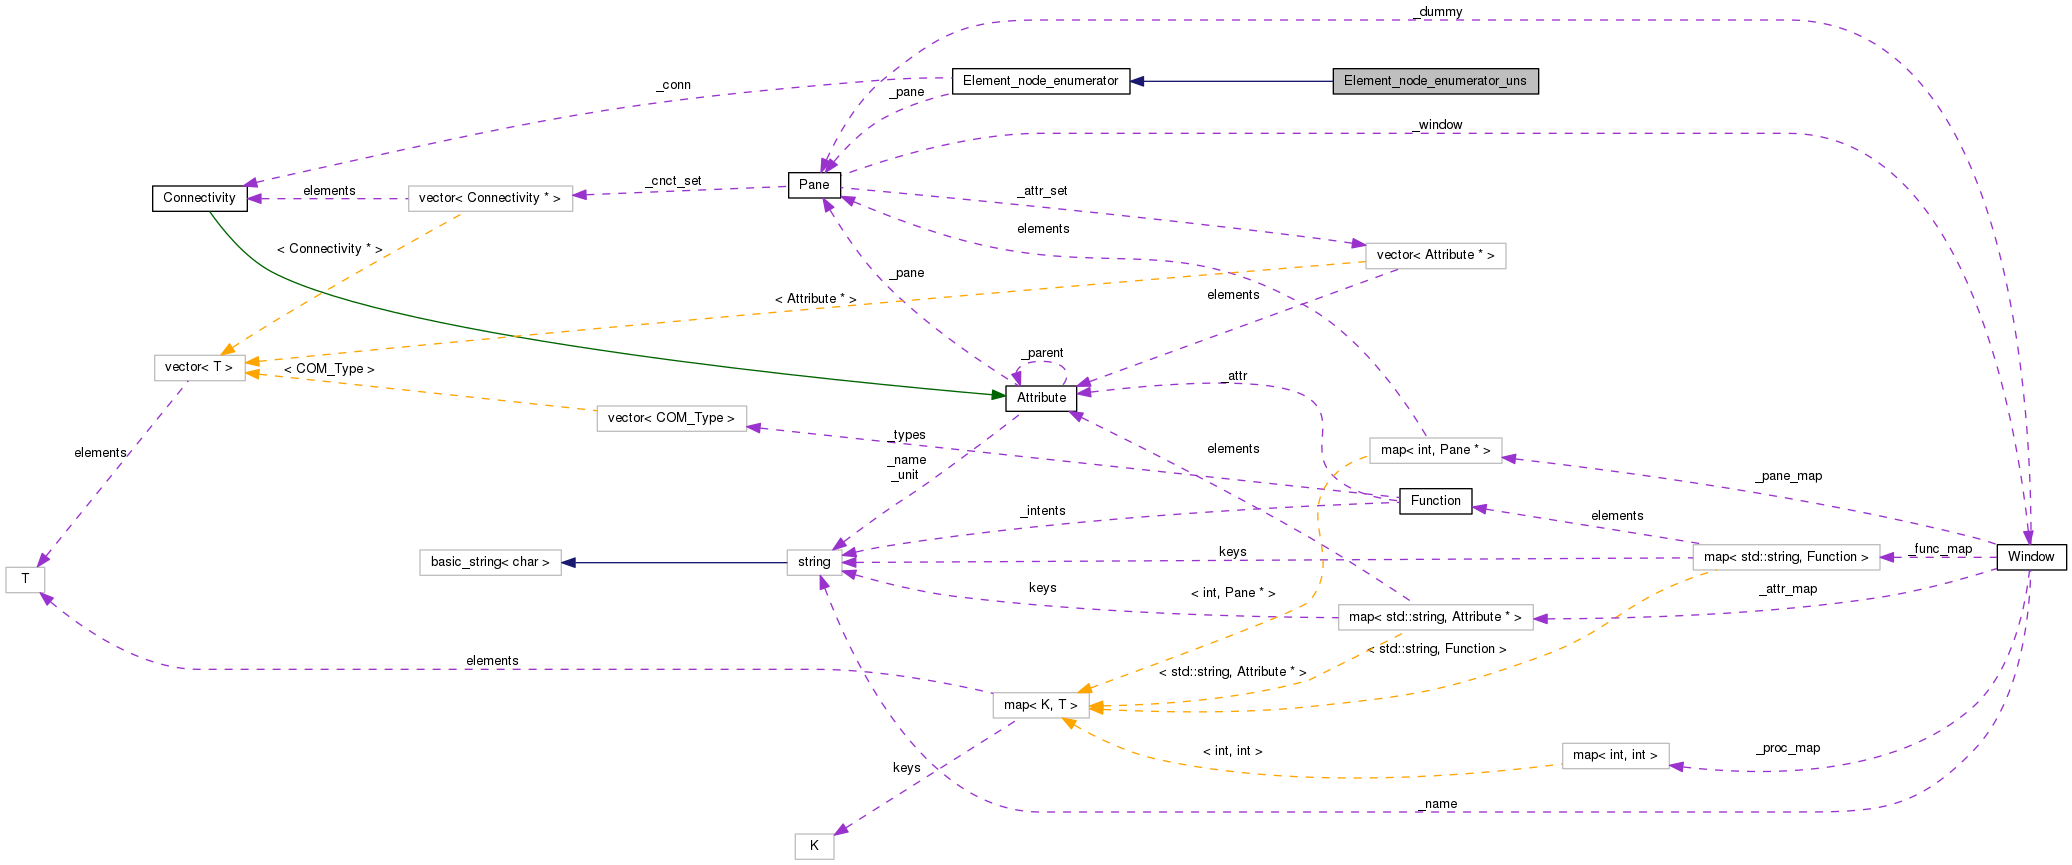 _dummy
Element_node_enumerator
Element_node_enumerator_uns
_conn
_pane
_window
Connectivity
elements
vector< Connectivity * >
_cnct_set
Pane
_attr_set
elements
< Connectivity * >
vector< Attribute * >
_pane
elements
< Attribute * >
vector< T >
< COM_Type >
_parent
_attr
Attribute
vector< COM_Type >
elements
_types
elements
map< int, Pane * >
_name
_unit
_pane_map
Function
_intents
elements
basic_string< char >
string
keys
map< std::string, Function >
_func_map
Window
T
keys
< int, Pane * >
_attr_map
map< std::string, Attribute * >
elements
< std::string, Function >
< std::string, Attribute * >
map< K, T >
< int, int >
map< int, int >
_proc_map
keys
_name
K